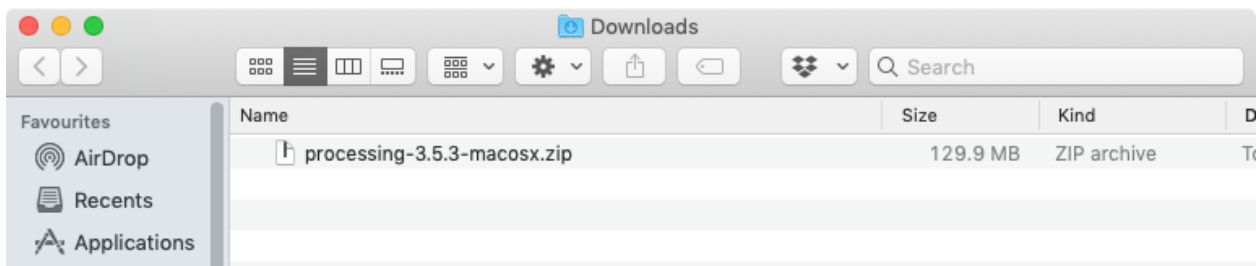 Downloads
Search
Favourites
AirDrop
Recents
Applications
Name Size Kind D
processing-3.5.3-macosx.zip 129.9 MB ZIP archive To